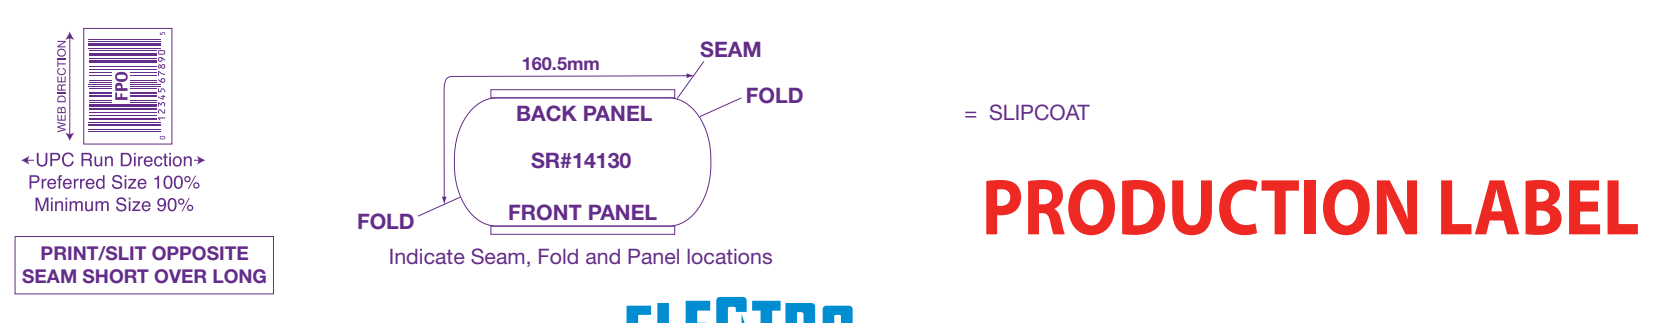 WEB DIRECTION
FPO
0 12345 67890 5
←UPC Run Direction→
Preferred Size 100%
Minimum Size 90%
PRINT/SLIT OPPOSITE
SEAM SHORT OVER LONG
160.5mm
SEAM
FOLD
BACK PANEL
SR#14130
FRONT PANEL
FOLD
Indicate Seam, Fold and Panel locations
= SLIPCOAT
PRODUCTION LABEL